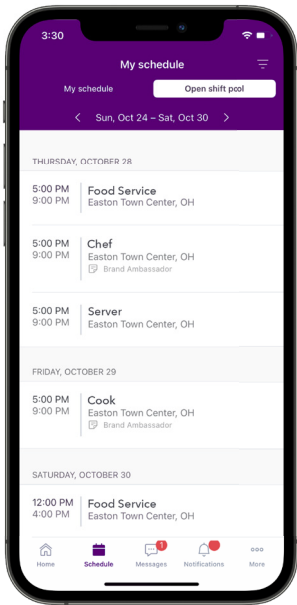 3:30
My schedule
My schedule
Open shift pool
Sun, Oct 24 – Sat, Oct 30
THURSDAY, OCTOBER 28
5:00 PM
Food Service
9:00 PM
Easton Town Center, OH
5:00 PM
Chef
9:00 PM
Easton Town Center, OH
Brand Ambassador
5:00 PM
Server
9:00 PM
Easton Town Center, OH
FRIDAY, OCTOBER 29
5:00 PM
Cook
9:00 PM
Easton Town Center, OH
Brand Ambassador
SATURDAY, OCTOBER 30
12:00 PM
Food Service
4:00 PM
Easton Town Center, OH
1
Home
Schedule
Messages
Notifications
More